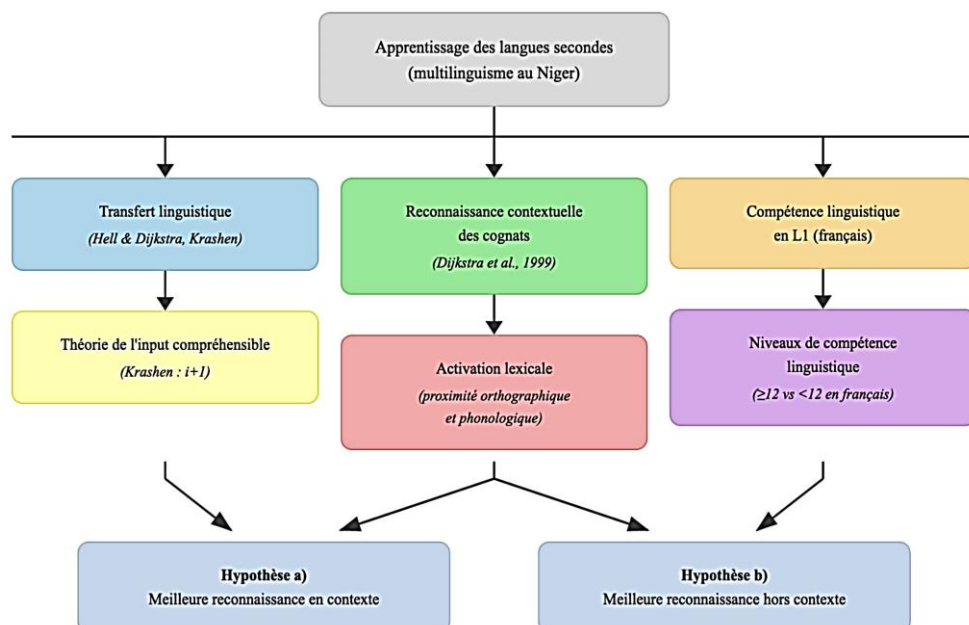 Apprentissage des langues secondes
(multilinguisme au Niger)
Transfert linguistique
(Hell & Dijkstra, Krashen)
Reconnaissance contextuelle
des cognats
(Dijkstra et al., 1999)
Compétence linguistique
en L1 (français)
Théorie de l'input compréhensible
(Krashen : i+1)
Activation lexicale
(proximité orthographique
et phonologique)
Niveaux de compétence
linguistique
(≥12 vs <12 en français)
Hypothèse a)
Meilleure reconnaissance en contexte
Hypothèse b)
Meilleure reconnaissance hors contexte